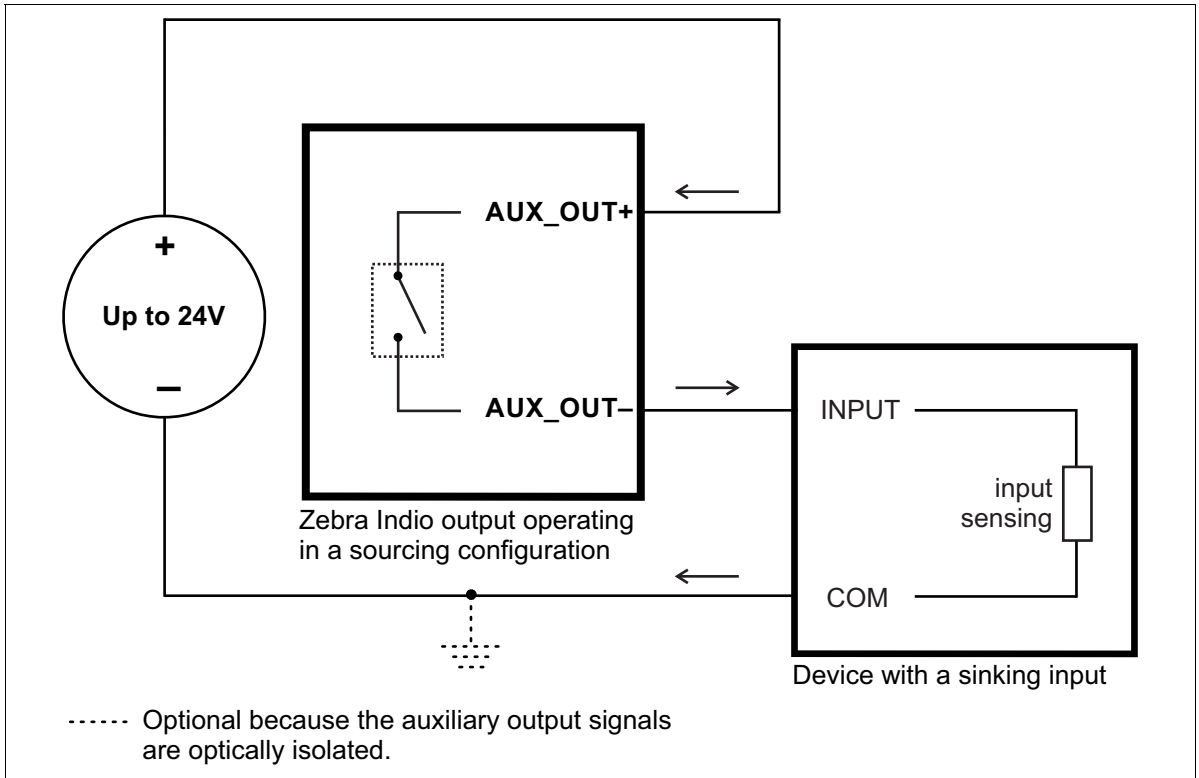 +
Up to 24V
–
AUX_OUT+
AUX_OUT–
Zebra Indio output operating
in a sourcing configuration
INPUT
input
sensing
COM
Device with a sinking input
Optional because the auxiliary output signals
are optically isolated.